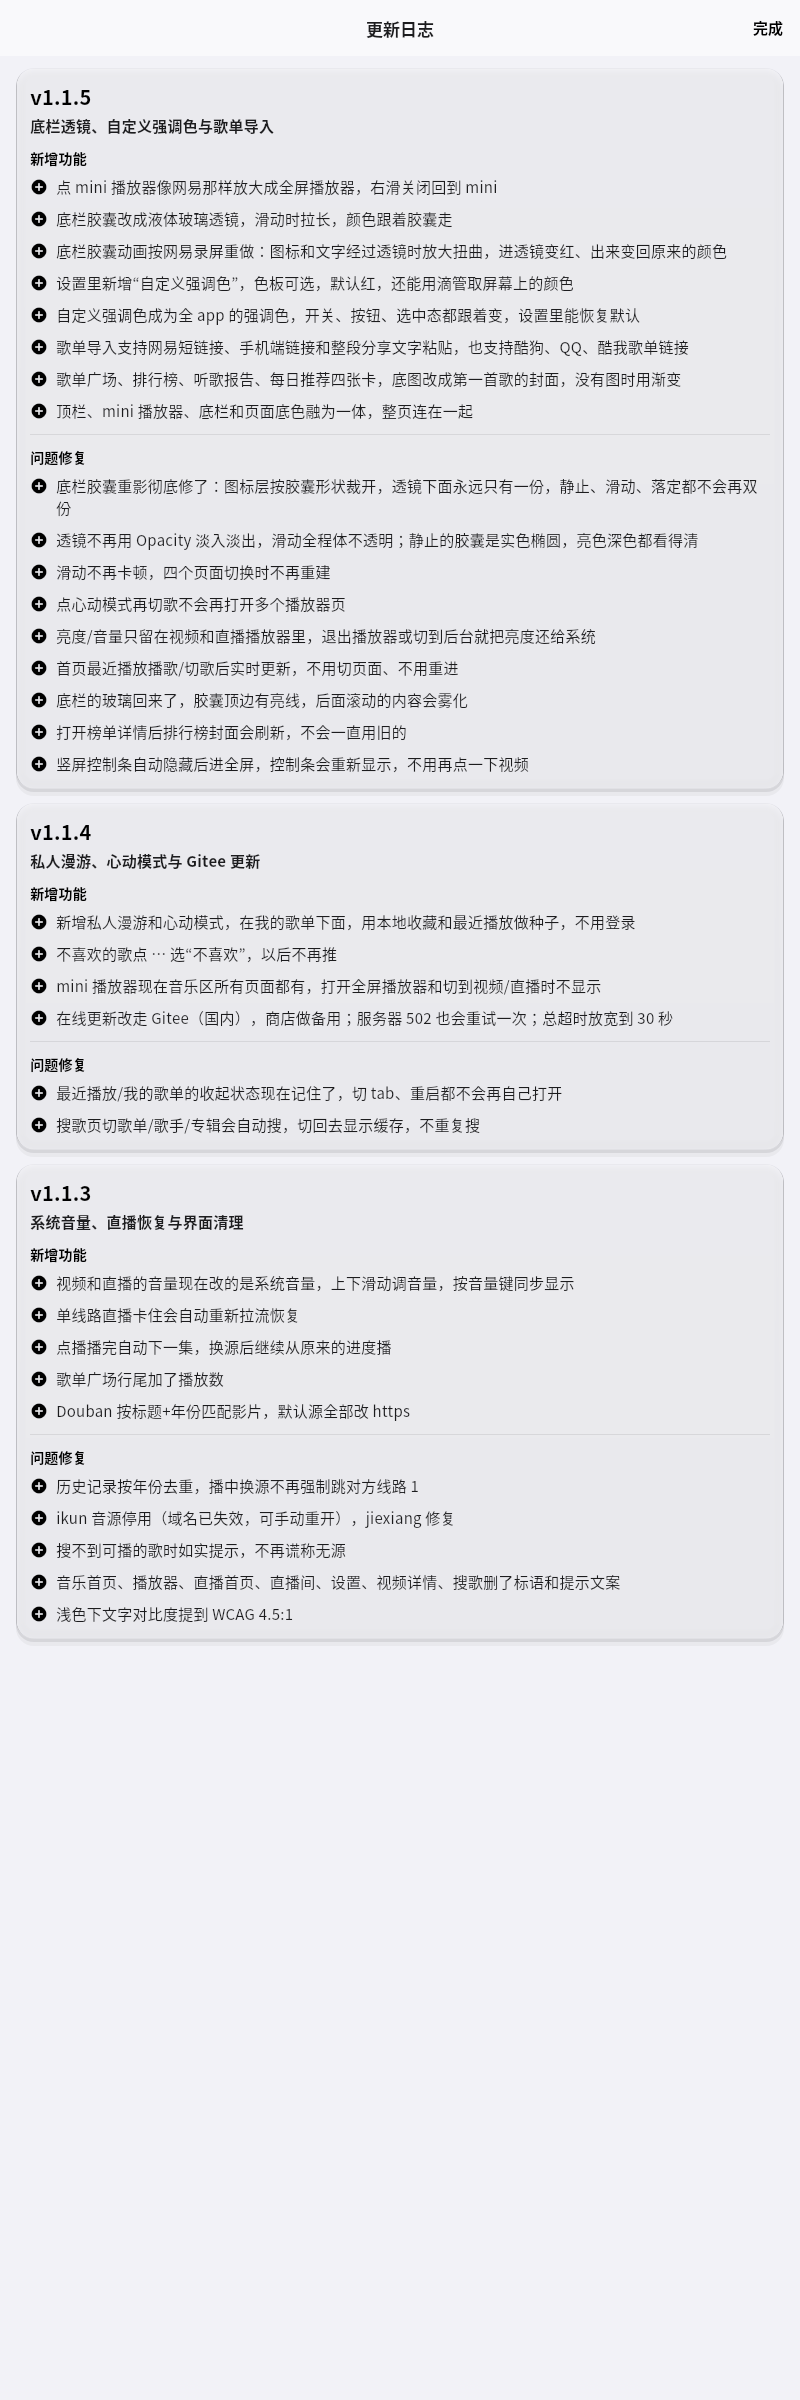 更新日志
完成
v1.1.5
底栏透镜、自定义强调色与歌单导入
新增功能
点 mini 播放器像网易那样放大成全屏播放器，右滑关闭回到 mini
底栏胶囊改成液体玻璃透镜，滑动时拉长，颜色跟着胶囊走
底栏胶囊动画按网易录屏重做：图标和文字经过透镜时放大扭曲，进透镜变红、出来变回原来的颜色
设置里新增“自定义强调色”，色板可选，默认红，还能用滴管取屏幕上的颜色
自定义强调色成为全 app 的强调色，开关、按钮、选中态都跟着变，设置里能恢复默认
歌单导入支持网易短链接、手机端链接和整段分享文字粘贴，也支持酷狗、QQ、酷我歌单链接
歌单广场、排行榜、听歌报告、每日推荐四张卡，底图改成第一首歌的封面，没有图时用渐变
顶栏、mini 播放器、底栏和页面底色融为一体，整页连在一起
问题修复
底栏胶囊重影彻底修了：图标层按胶囊形状裁开，透镜下面永远只有一份，静止、滑动、落定都不会再双
份
透镜不再用 Opacity 淡入淡出，滑动全程体不透明；静止的胶囊是实色椭圆，亮色深色都看得清
滑动不再卡顿，四个页面切换时不再重建
点心动模式再切歌不会再打开多个播放器页
亮度/音量只留在视频和直播播放器里，退出播放器或切到后台就把亮度还给系统
首页最近播放播歌/切歌后实时更新，不用切页面、不用重进
底栏的玻璃回来了，胶囊顶边有亮线，后面滚动的内容会雾化
打开榜单详情后排行榜封面会刷新，不会一直用旧的
竖屏控制条自动隐藏后进全屏，控制条会重新显示，不用再点一下视频
v1.1.4
私人漫游、心动模式与 Gitee 更新
新增功能
新增私人漫游和心动模式，在我的歌单下面，用本地收藏和最近播放做种子，不用登录
不喜欢的歌点 … 选“不喜欢”，以后不再推
mini 播放器现在音乐区所有页面都有，打开全屏播放器和切到视频/直播时不显示
在线更新改走 Gitee（国内），商店做备用；服务器 502 也会重试一次；总超时放宽到 30 秒
问题修复
最近播放/我的歌单的收起状态现在记住了，切 tab、重启都不会再自己打开
搜歌页切歌单/歌手/专辑会自动搜，切回去显示缓存，不重复搜
v1.1.3
系统音量、直播恢复与界面清理
新增功能
视频和直播的音量现在改的是系统音量，上下滑动调音量，按音量键同步显示
单线路直播卡住会自动重新拉流恢复
点播播完自动下一集，换源后继续从原来的进度播
歌单广场行尾加了播放数
Douban 按标题+年份匹配影片，默认源全部改 https
问题修复
历史记录按年份去重，播中换源不再强制跳对方线路 1
ikun 音源停用（域名已失效，可手动重开），jiexiang 修复
搜不到可播的歌时如实提示，不再谎称无源
音乐首页、播放器、直播首页、直播间、设置、视频详情、搜歌删了标语和提示文案
浅色下文字对比度提到 WCAG 4.5:1